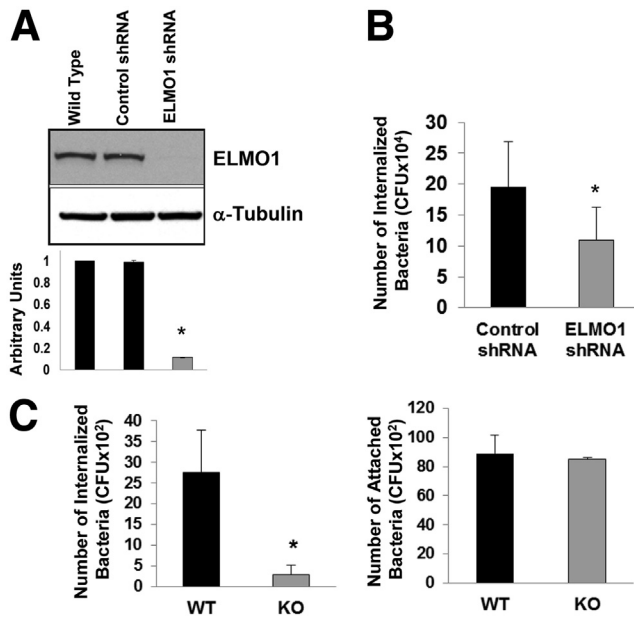 A
Wild Type
Control shRNA
ELMO1 shRNA
ELMO1
α-Tubulin
Arbitrary Units
1
0.8
0.6
0.4
0.2
0
*
B
Number of Internalized
Bacteria (CFUx10⁴)
30
25
20
15
10
5
0
*
Control
shRNA
ELMO1
shRNA
C
Number of Internalized
Bacteria (CFUx10²)
40
35
30
25
20
15
10
5
0
*
WT
KO
Number of Attached
Bacteria (CFUx10²)
120
100
80
60
40
20
0
WT
KO